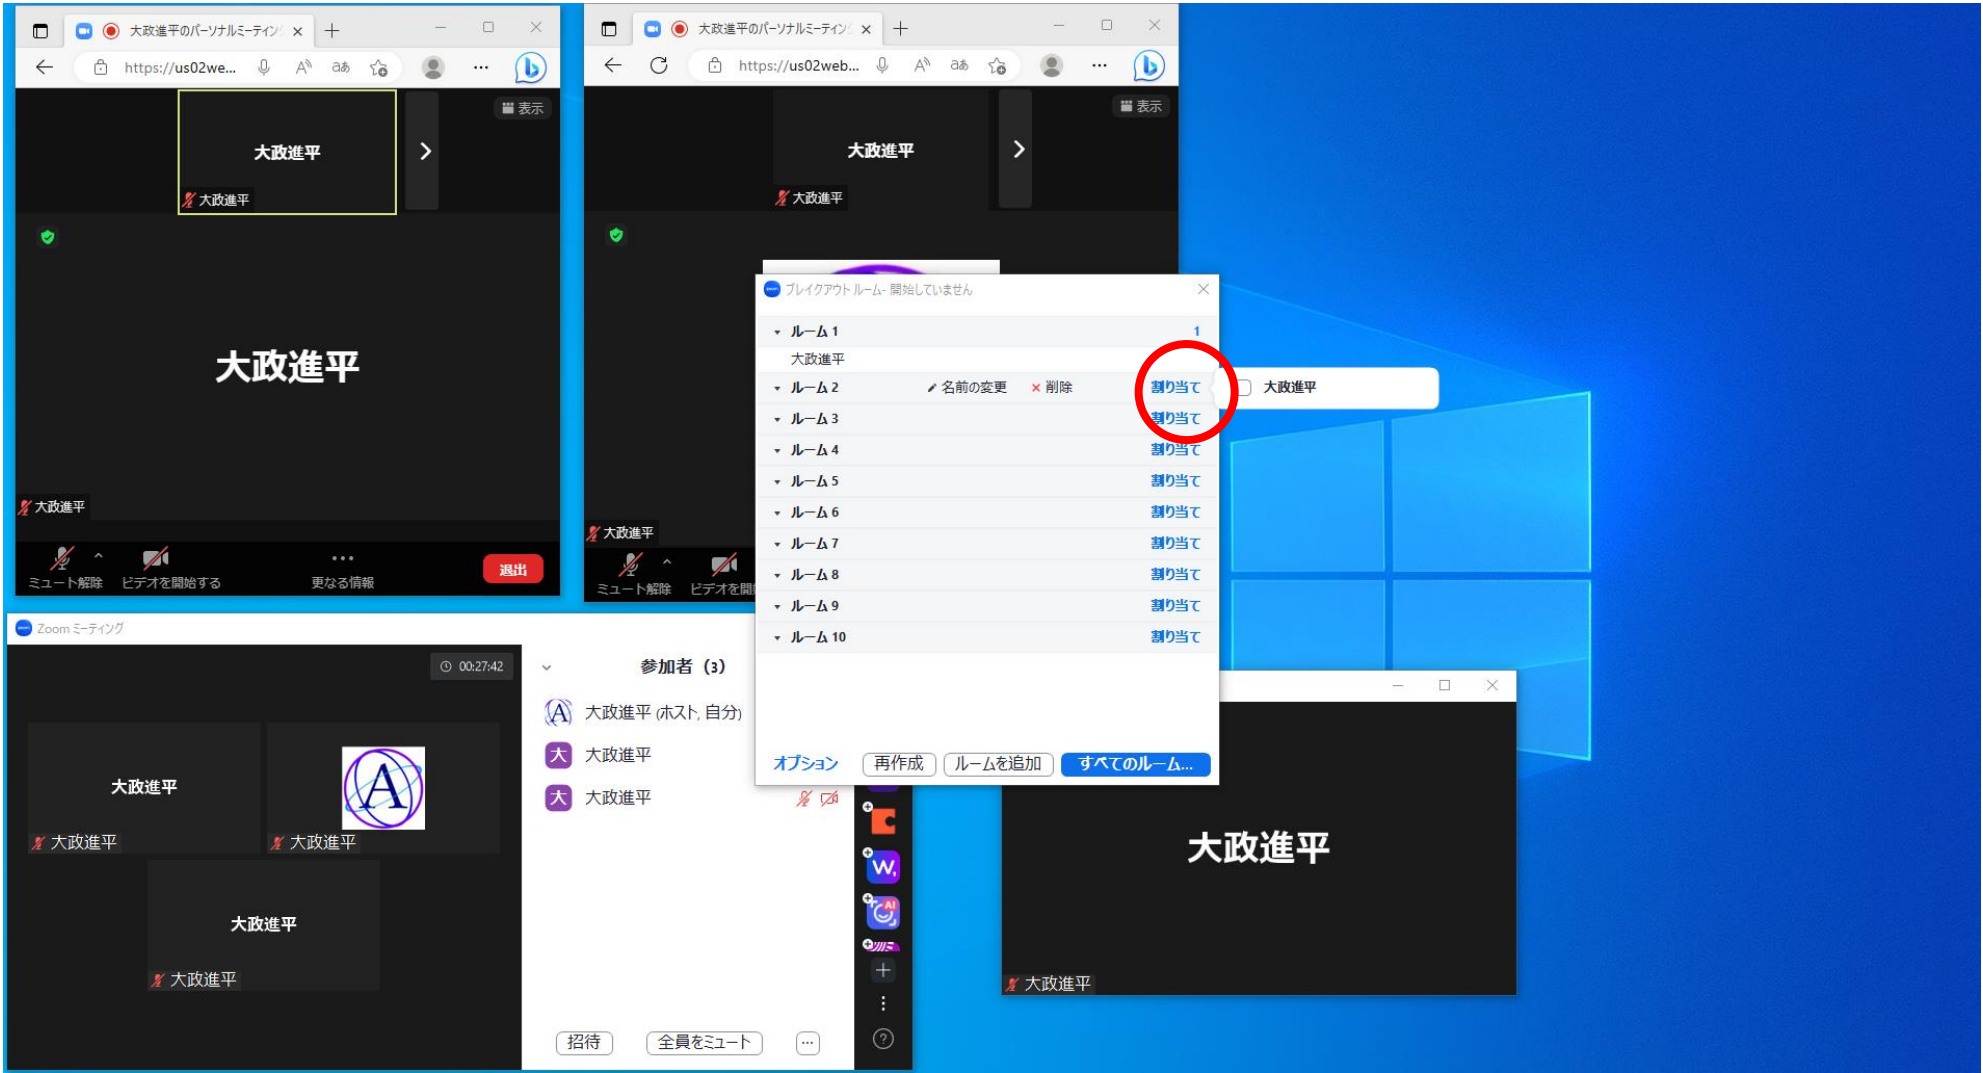 大政進平のパーソナルミーティング
https://us02we...
aあ
表示
大政進平
大政進平
大政進平
大政進平
ミュート解除
ビデオを開始する
更なる情報
退出
大政進平のパーソナルミーティング
https://us02web...
aあ
表示
大政進平
大政進平
大政進平
ミュート解除
ビデオを開
ブレイクアウト ルーム- 開始していません
ルーム 1 1
大政進平
ルーム 2 名前の変更 削除 割り当て
大政進平
ルーム 3 割り当て
ルーム 4 割り当て
ルーム 5 割り当て
ルーム 6 割り当て
ルーム 7 割り当て
ルーム 8 割り当て
ルーム 9 割り当て
ルーム 10 割り当て
オプション 再作成 ルームを追加 すべてのルーム...
Zoom ミーティング
00:27:42
大政進平
大政進平
A
大政進平
大政進平
大政進平
参加者 (3)
A 大政進平 (ホスト, 自分)
大 大政進平
大 大政進平
招待 全員をミュート ...
W,
AI
大政進平
大政進平